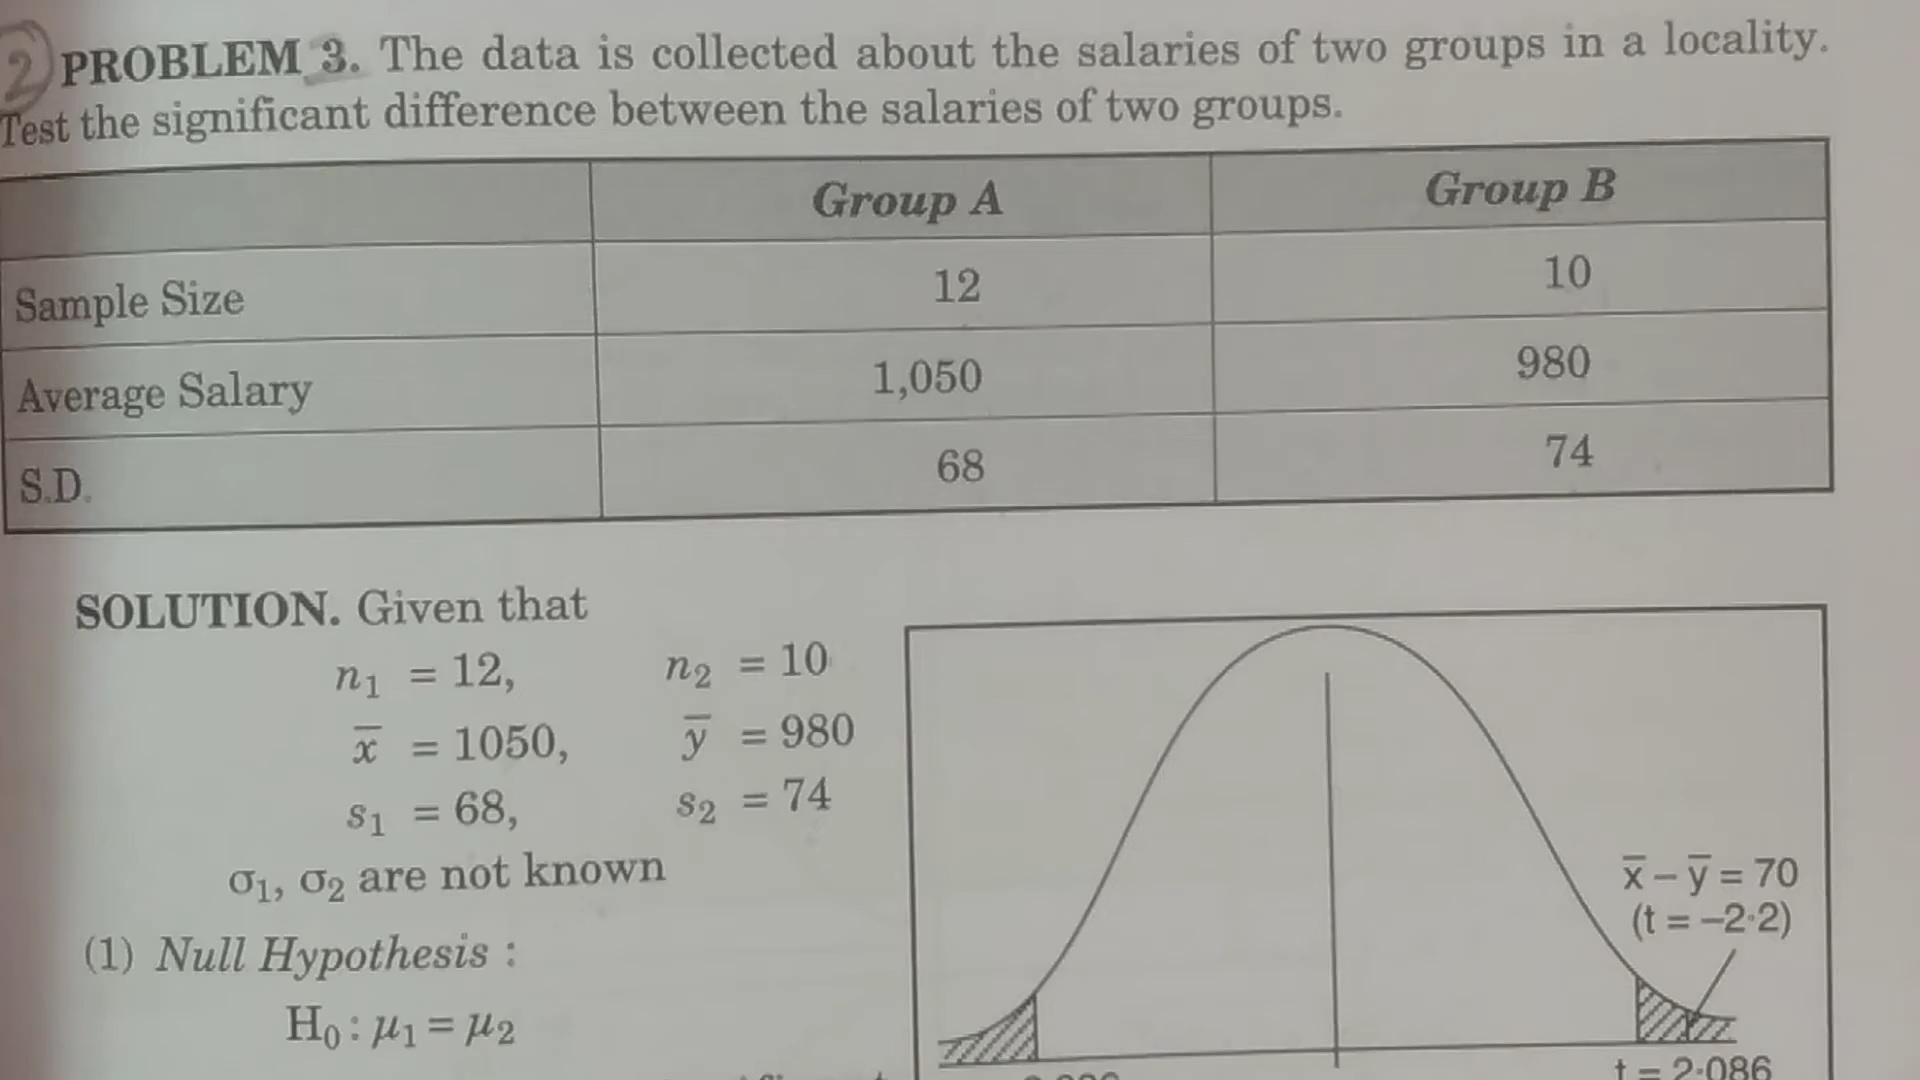 2
PROBLEM 3. The data is collected about the salaries of two groups in a locality.
Test the significant difference between the salaries of two groups.
Group A Group B
Sample Size 12 10
Average Salary 1,050 980
S.D. 68 74
SOLUTION. Given that
n₁ = 12, n₂ = 10
x̄ = 1050, ȳ = 980
s₁ = 68, s₂ = 74
σ₁, σ₂ are not known
(1) Null Hypothesis :
H₀ : μ₁ = μ₂
x̄ – ȳ = 70
(t = –2·2)
t = 2·086